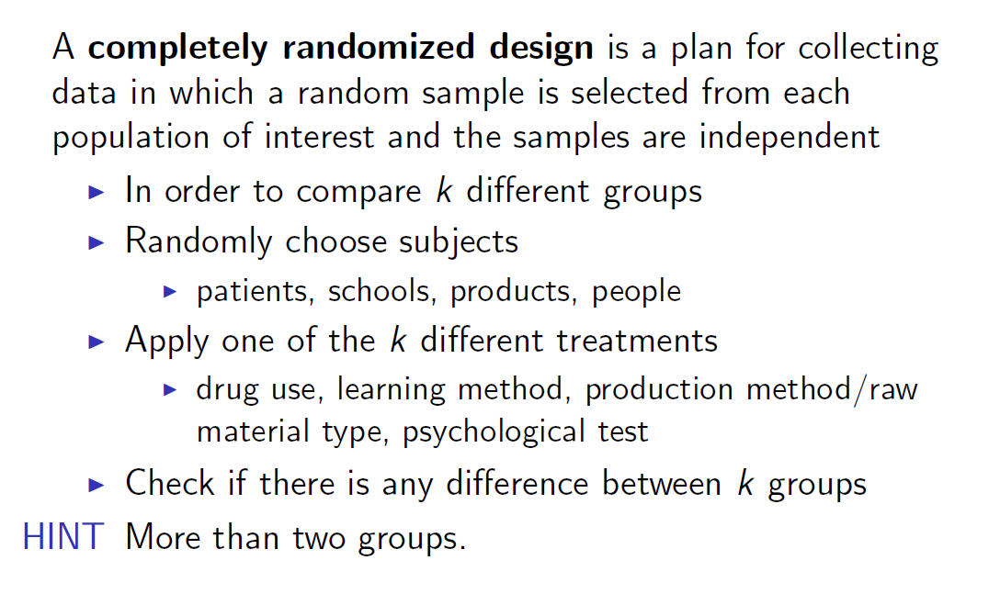 A completely randomized design is a plan for collecting
data in which a random sample is selected from each
population of interest and the samples are independent
▶ In order to compare k different groups
▶ Randomly choose subjects
▶ patients, schools, products, people
▶ Apply one of the k different treatments
▶ drug use, learning method, production method/raw
material type, psychological test
▶ Check if there is any difference between k groups
HINT More than two groups.